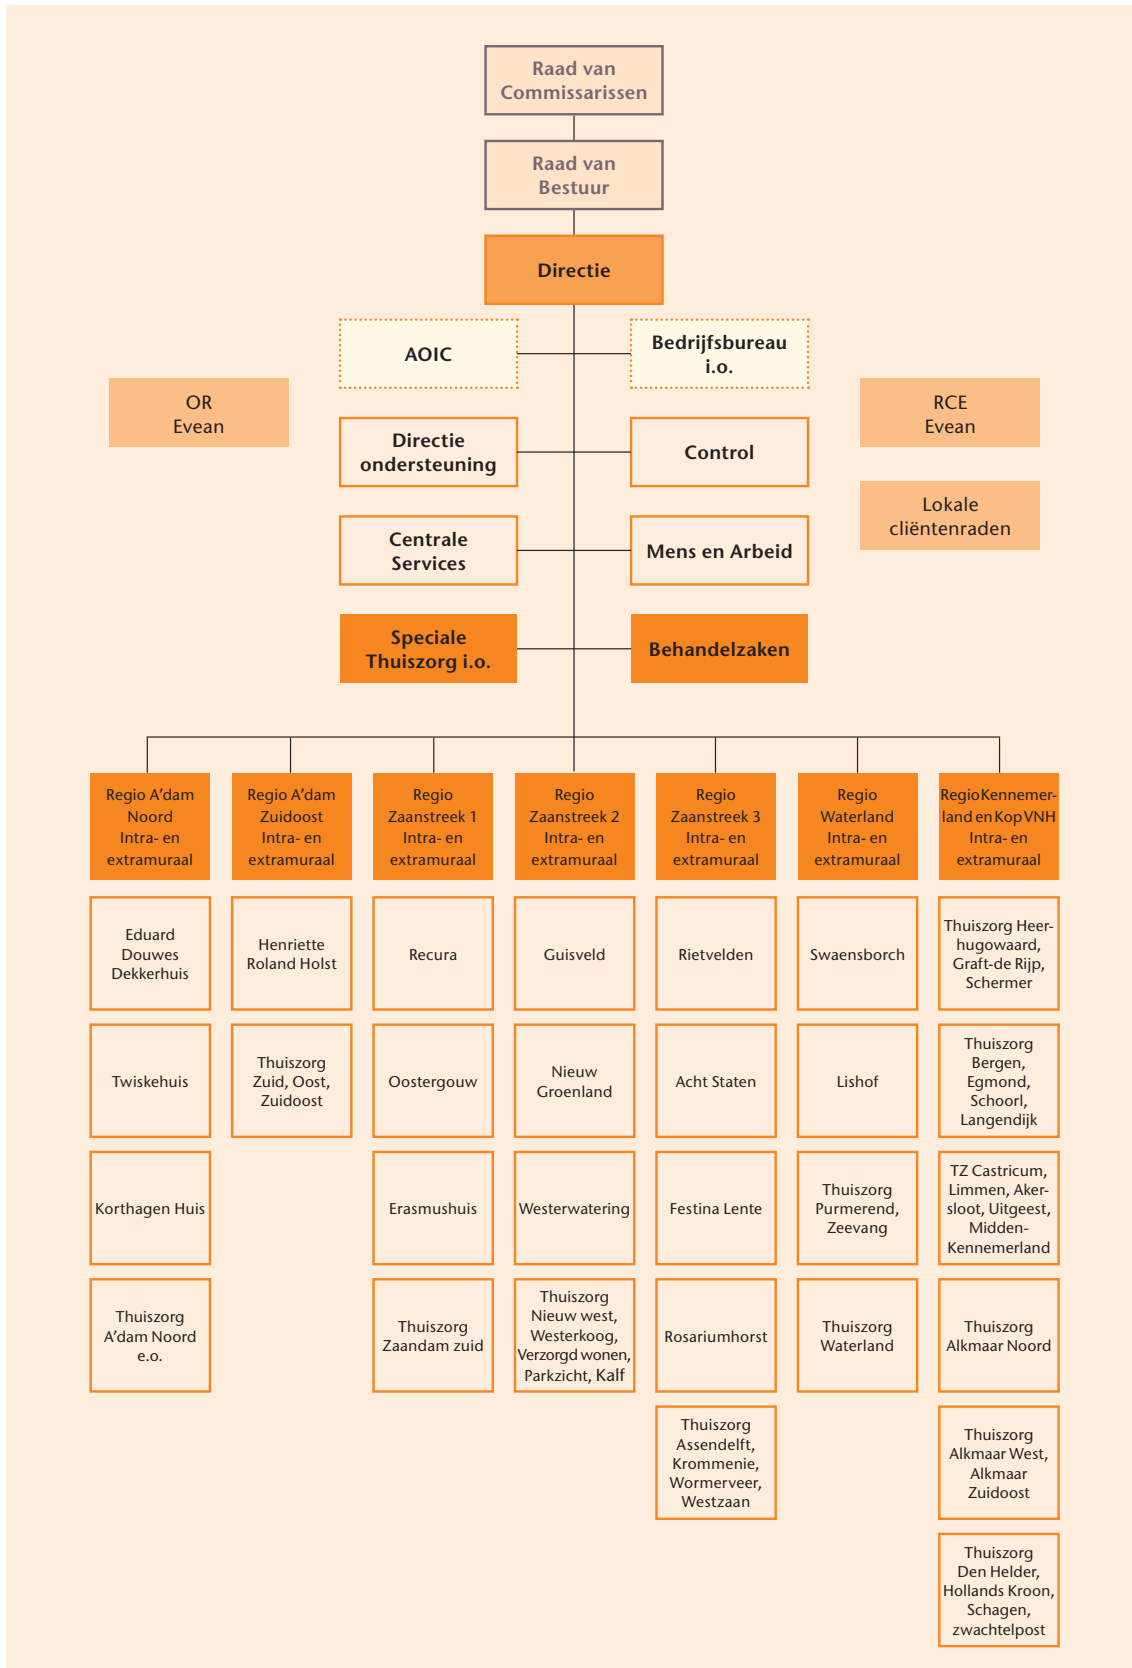 Raad van
Commissarissen
Raad van
Bestuur
Directie
AOIC
Bedrijfsbureau
i.o.
OR
Evean
RCE
Evean
Directie
ondersteuning
Control
Lokale
cliëntenraden
Centrale
Services
Mens en Arbeid
Speciale
Thuiszorg i.o.
Behandelzaken
Regio A'dam
Noord
Intra- en
extramuraal
Regio A'dam
Zuidoost
Intra- en
extramuraal
Regio
Zaanstreek 1
Intra- en
extramuraal
Regio
Zaanstreek 2
Intra- en
extramuraal
Regio
Zaanstreek 3
Intra- en
extramuraal
Regio
Waterland
Intra- en
extramuraal
Regio Kennemer-
land en Kop VNH
Intra- en
extramuraal
Eduard
Douwes
Dekkerhuis
Henriette
Roland Holst
Recura
Guisveld
Rietvelden
Swaensborch
Thuiszorg Heer-
hugowaard,
Graft-de Rijp,
Schermer
Twiskehuis
Thuiszorg
Zuid, Oost,
Zuidoost
Oostergouw
Nieuw
Groenland
Acht Staten
Lishof
Thuiszorg
Bergen,
Egmond,
Schoorl,
Langendijk
Korthagen Huis
Erasmushuis
Westerwatering
Festina Lente
Thuiszorg
Purmerend,
Zeevang
TZ Castricum,
Limmen, Aker-
sloot, Uitgeest,
Midden-
Kennemerland
Thuiszorg
A'dam Noord
e.o.
Thuiszorg
Zaandam zuid
Thuiszorg
Nieuw west,
Westerkoog,
Verzorgd wonen,
Parkzicht, Kalf
Rosariumhorst
Thuiszorg
Waterland
Thuiszorg
Alkmaar Noord
Thuiszorg
Assendelft,
Krommenie,
Wormerveer,
Westzaan
Thuiszorg
Alkmaar West,
Alkmaar
Zuidoost
Thuiszorg
Den Helder,
Hollands Kroon,
Schagen,
zwachtelpost